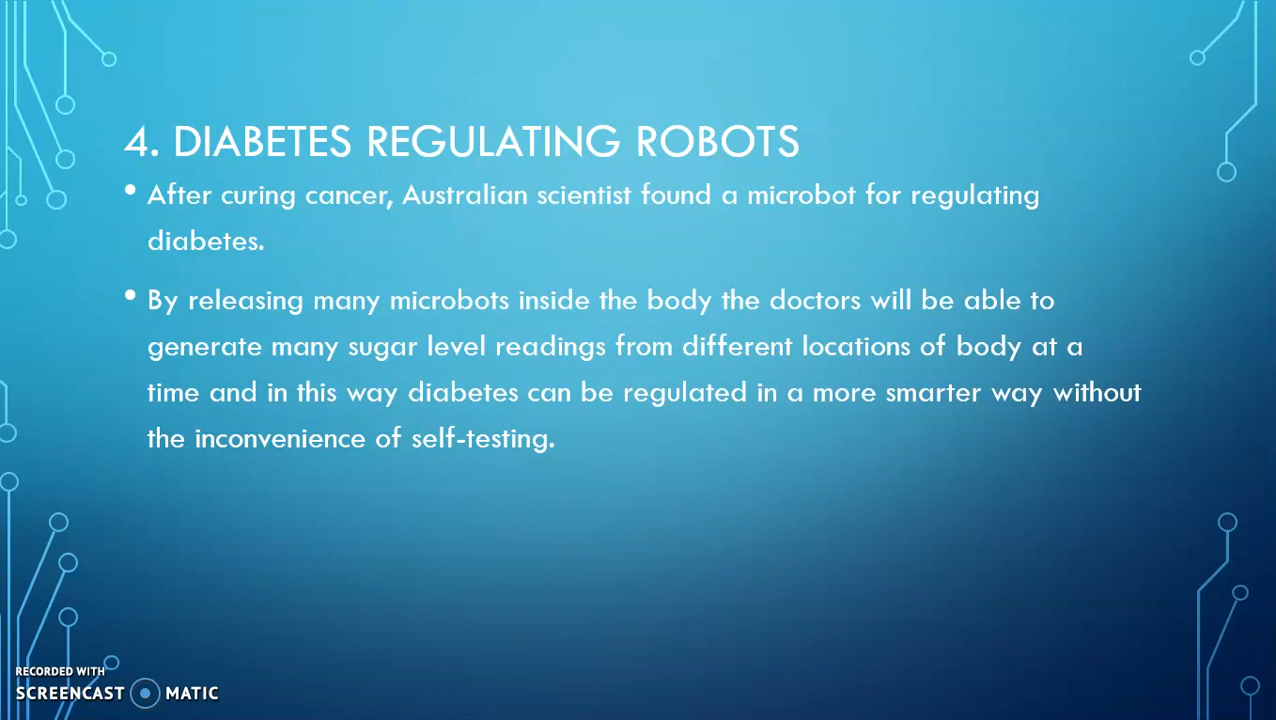 4. DIABETES REGULATING ROBOTS
• After curing cancer, Australian scientist found a microbot for regulating
diabetes.
• By releasing many microbots inside the body the doctors will be able to
generate many sugar level readings from different locations of body at a
time and in this way diabetes can be regulated in a more smarter way without
the inconvenience of self-testing.
RECORDED WITH
SCREENCAST MATIC